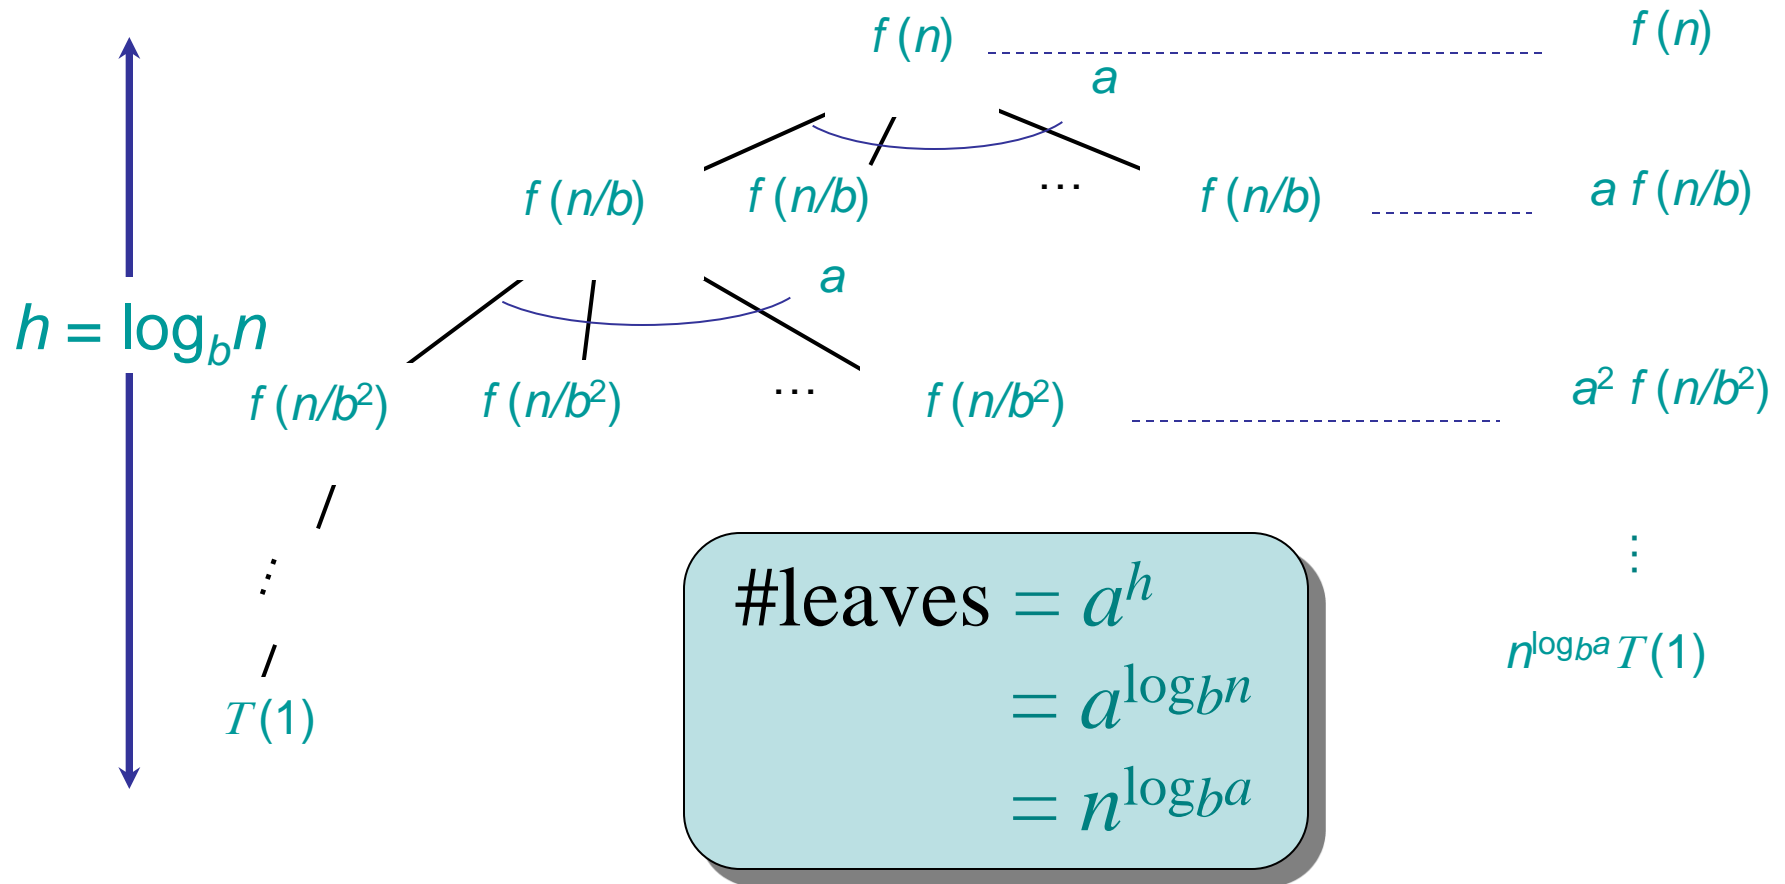 f (n) f (n)
a
f (n/b) f (n/b) … f (n/b) a f (n/b)
a
h = log_b n
f (n/b²) f (n/b²) … f (n/b²) a² f (n/b²)
… ⋮
#leaves = a^h
n^{log_b a} T(1)
= a^{log_b n}
T(1)
= n^{log_b a}